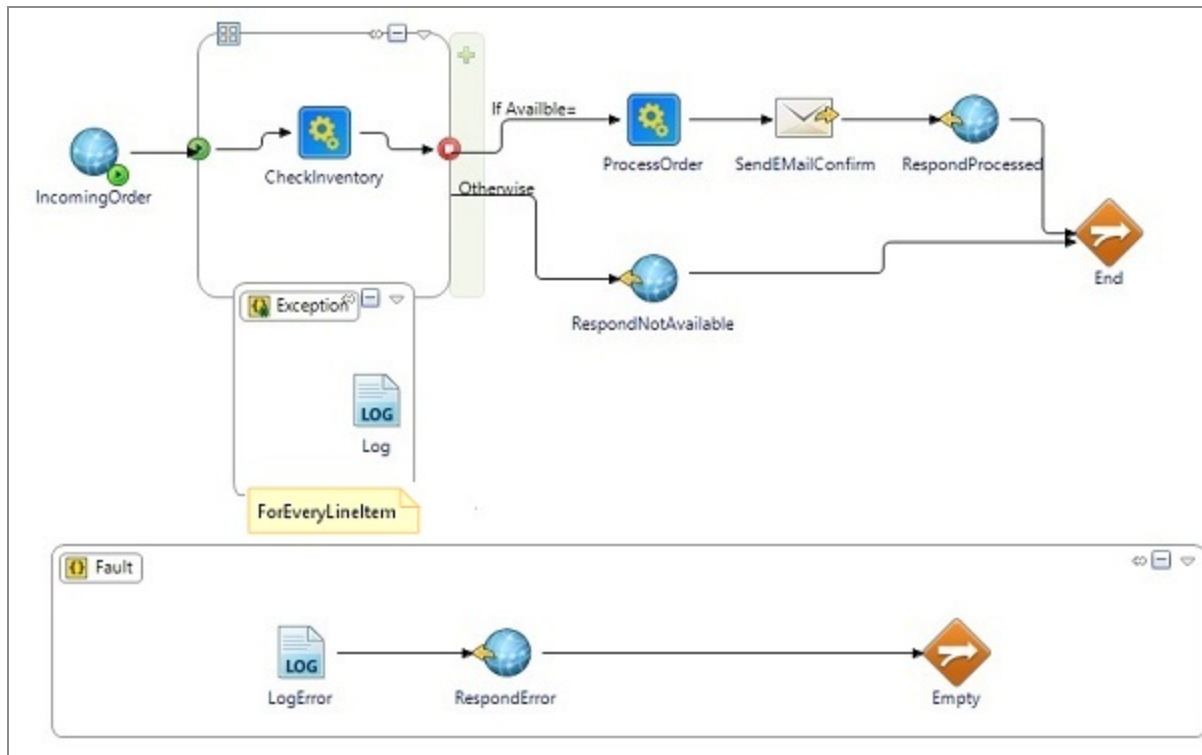 If Availble=
ProcessOrder
SendEMailConfirm
RespondProcessed
CheckInventory
IncomingOrder
Otherwise
End
RespondNotAvailable
Exception
LOG
Log
ForEveryLineItem
Fault
LOG
LogError
RespondError
Empty